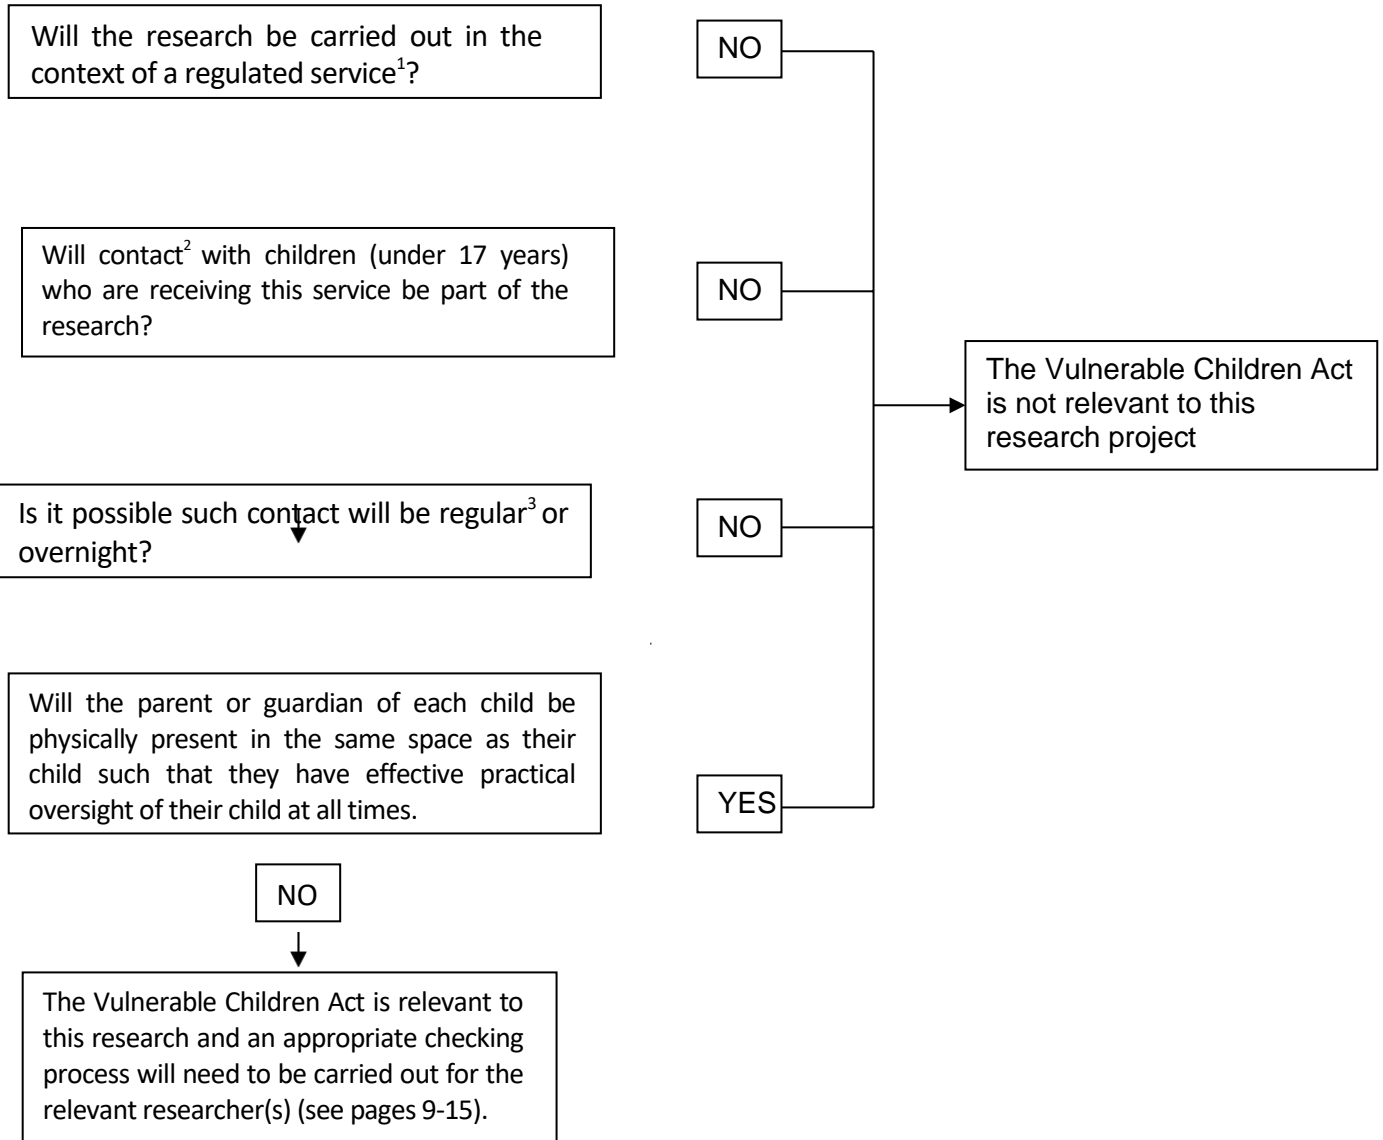 Will the research be carried out in the
context of a regulated service¹?
NO
Will contact² with children (under 17 years)
who are receiving this service be part of the
research?
NO
The Vulnerable Children Act
is not relevant to this
research project
Is it possible such contact will be regular³ or
overnight?
NO
Will the parent or guardian of each child be
physically present in the same space as their
child such that they have effective practical
oversight of their child at all times.
YES
NO
The Vulnerable Children Act is relevant to
this research and an appropriate checking
process will need to be carried out for the
relevant researcher(s) (see pages 9-15).